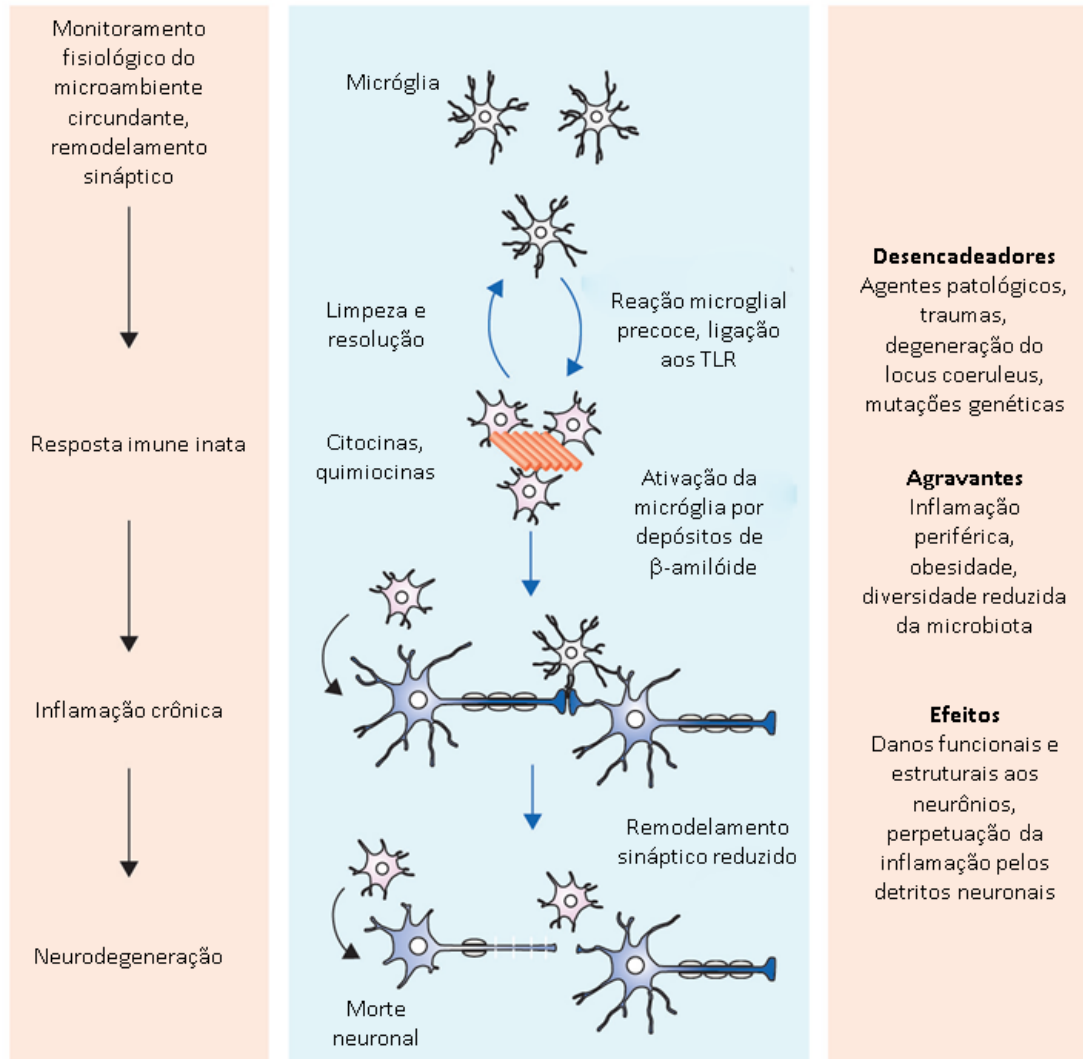 Monitoramento
fisiológico do
microambiente
circundante,
remodelamento
sináptico
Resposta imune inata
Inflamação crônica
Neurodegeneração
Micróglia
Limpeza e
resolução
Reação microglial
precoce, ligação
aos TLR
Citocinas,
quimiocinas
Ativação da
micróglia por
depósitos de
β-amilóide
Remodelamento
sináptico reduzido
Morte
neuronal
Desencadeadores
Agentes patológicos,
traumas,
degeneração do
locus coeruleus,
mutações genéticas
Agravantes
Inflamação
periférica,
obesidade,
diversidade reduzida
da microbiota
Efeitos
Danos funcionais e
estruturais aos
neurônios,
perpetuação da
inflamação pelos
detritos neuronais